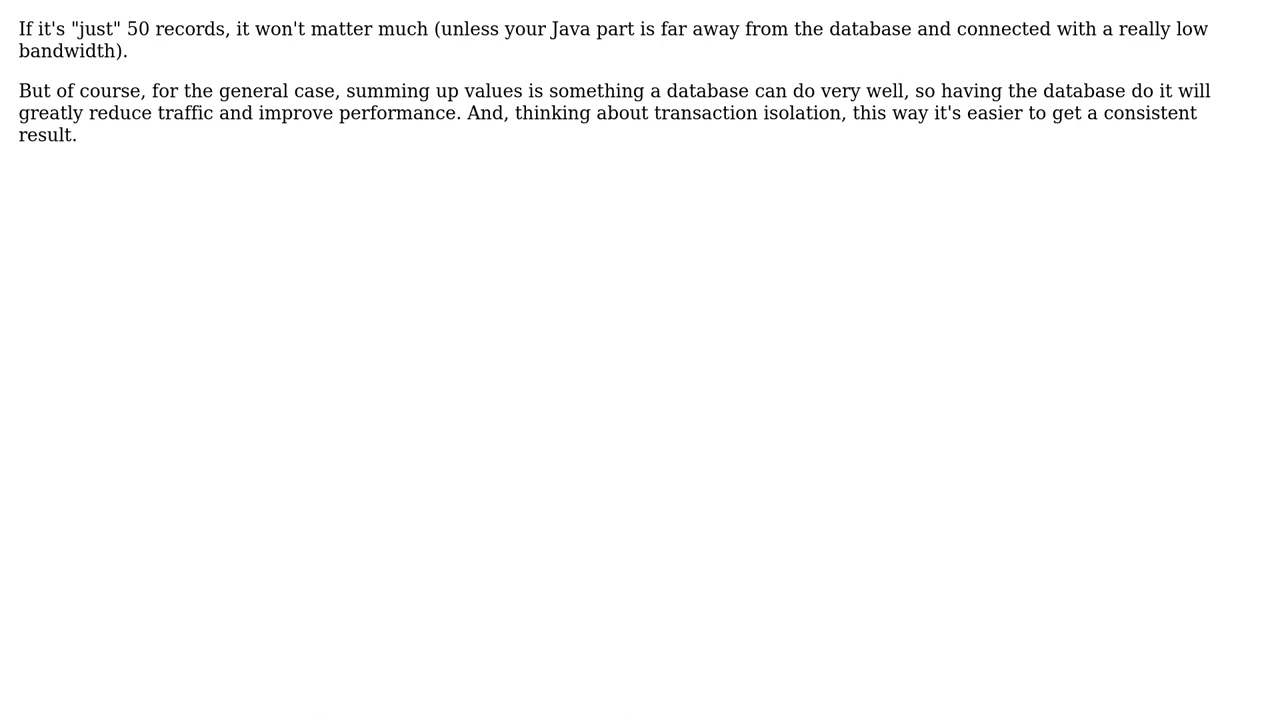 If it's "just" 50 records, it won't matter much (unless your Java part is far away from the database and connected with a really low
bandwidth).
But of course, for the general case, summing up values is something a database can do very well, so having the database do it will
greatly reduce traffic and improve performance. And, thinking about transaction isolation, this way it's easier to get a consistent
result.